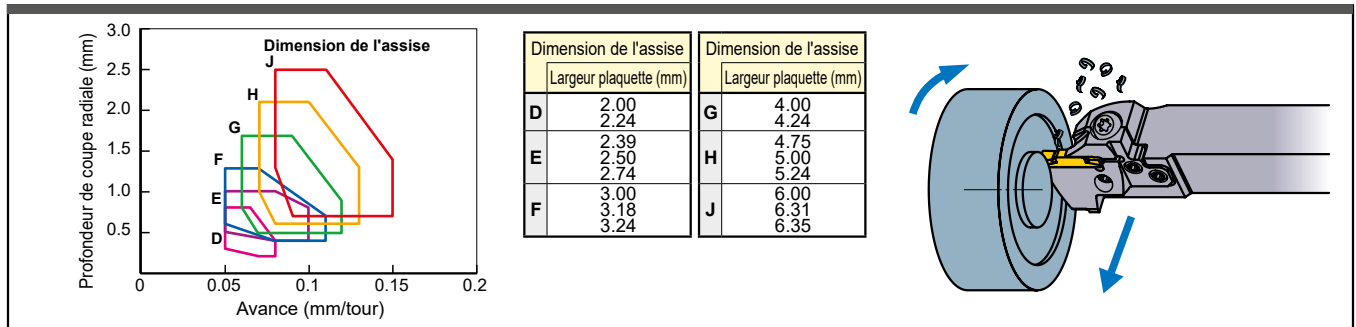 3.0
2.5
2.0
1.5
1.0
0.5
0
0.05
0.1
0.15
0.2
Profondeur de coupe radiale (mm)
Avance (mm/tour)
Dimension de l'assise
J
H
G
F
E
D
Dimension de l'assise
Largeur plaquette (mm)
D
2.00
2.24
E
2.39
2.50
2.74
F
3.00
3.18
3.24
Dimension de l'assise
Largeur plaquette (mm)
G
4.00
4.24
H
4.75
5.00
5.24
J
6.00
6.31
6.35